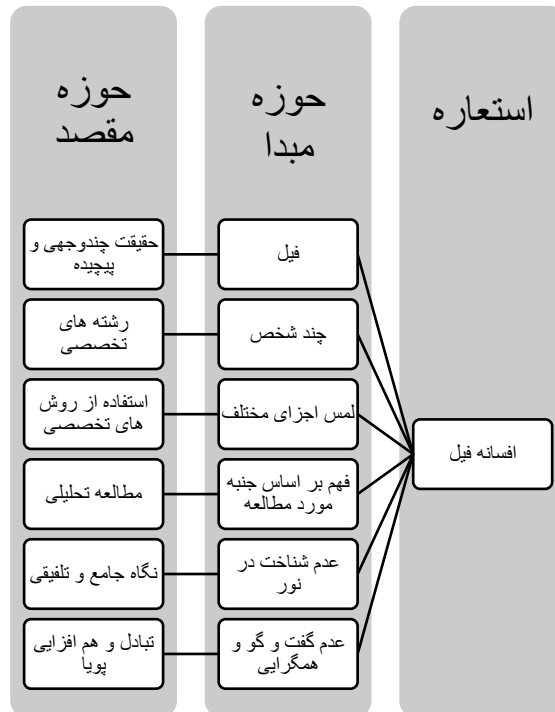 استعاره
حوزه
مبدا
حوزه
مقصد
افسانه فیل
فیل
حقیقت چندوجهی و
پیچیده
چند شخص
رشته های
تخصصی
لمس اجزای مختلف
استفاده از روش
های تخصصی
فهم بر اساس جنبه
مورد مطالعه
مطالعه تحلیلی
عدم شناخت در
نور
نگاه جامع و تلفیقی
عدم گفت و گو و
همگرایی
تبادل و هم افزایی
پویا